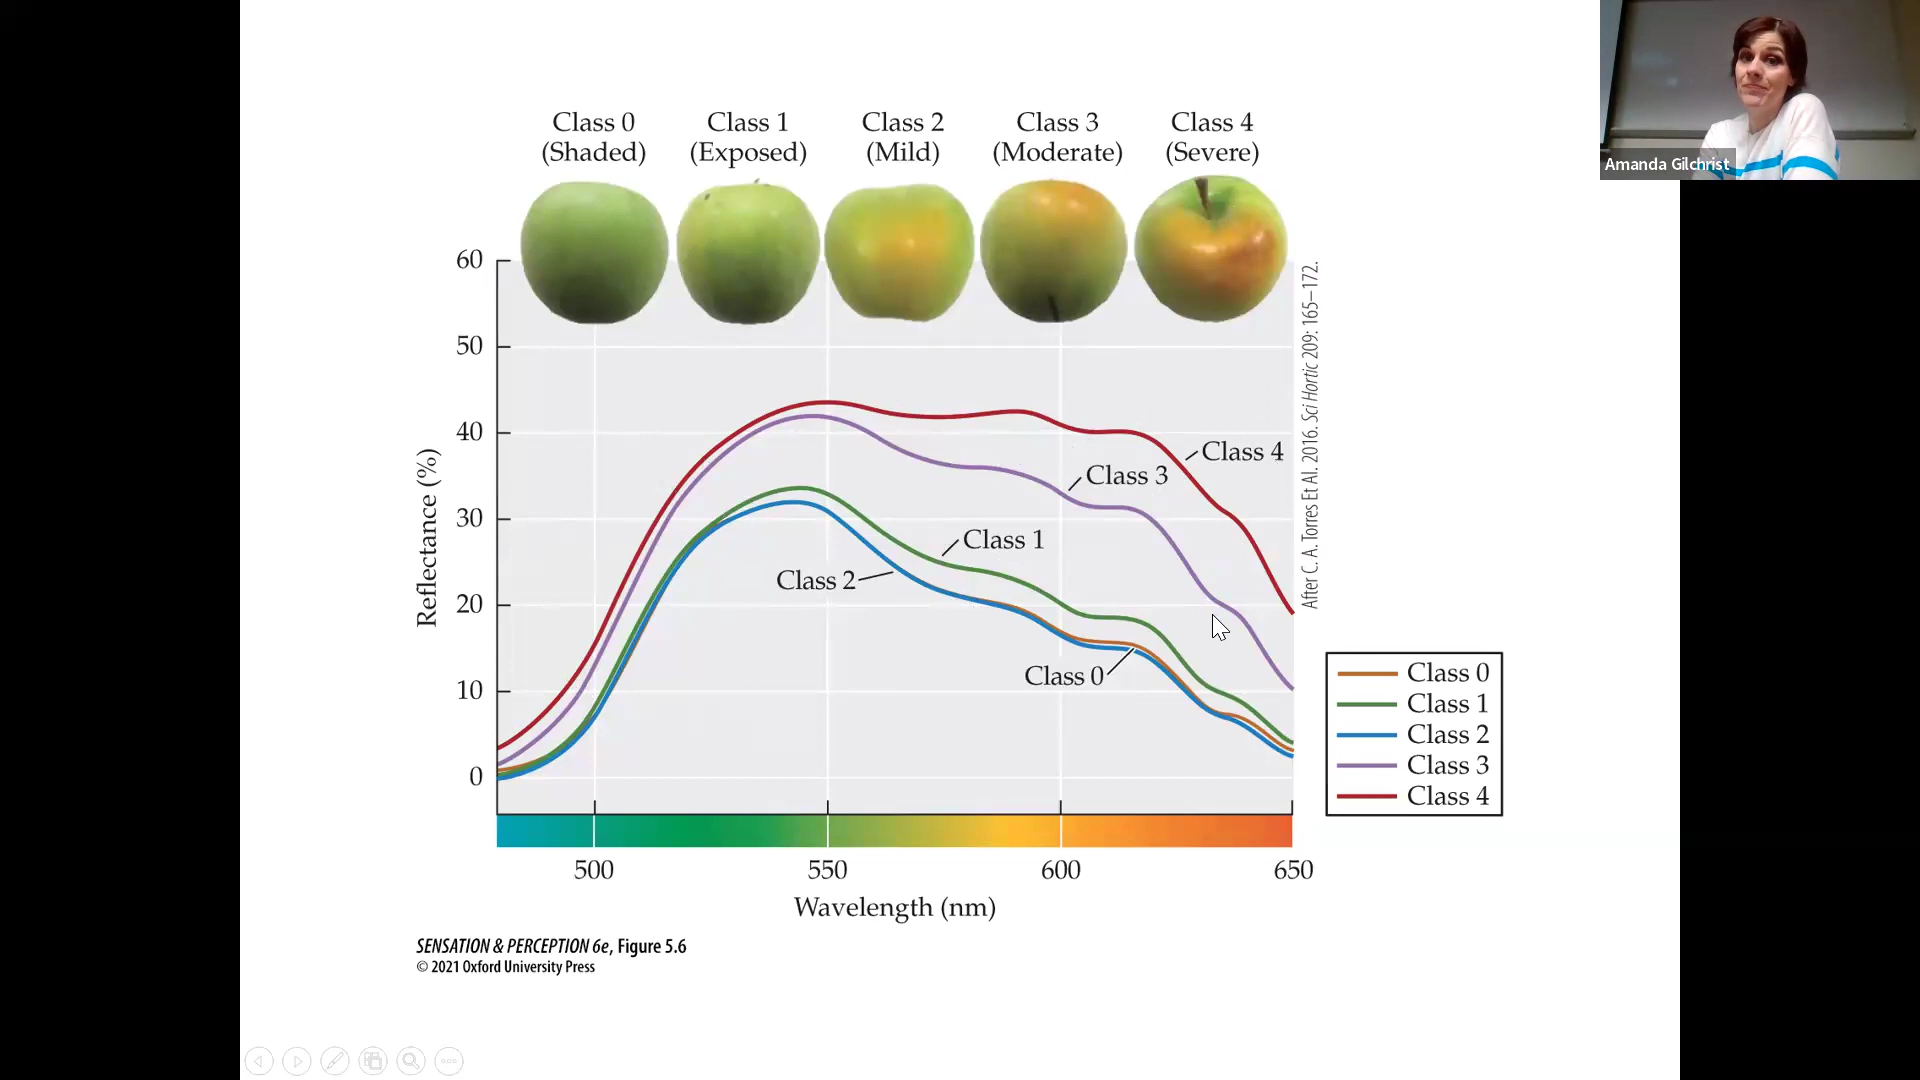 Class 0
(Shaded)
Class 1
(Exposed)
Class 2
(Mild)
Class 3
(Moderate)
Class 4
(Severe)
Amanda Gilchrist
60
50
40
30
20
10
0
Reflectance (%)
Class 4
Class 3
Class 1
Class 2
Class 0
After C. A. Torres Et Al. 2016. Sci Hortic 209: 165–172.
Class 0
Class 1
Class 2
Class 3
Class 4
500 550 600 650
Wavelength (nm)
SENSATION & PERCEPTION 6e, Figure 5.6
© 2021 Oxford University Press